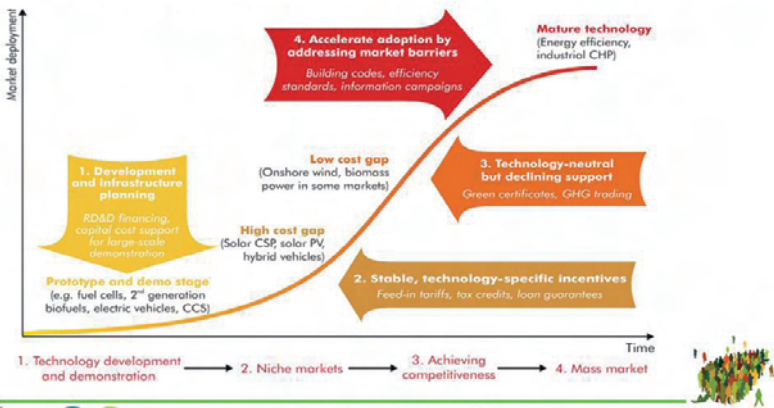 Market deployment
4. Accelerate adoption by
addressing market barriers
Building codes, efficiency
standards, information campaigns
Mature technology
(Energy efficiency,
industrial CHP)
1. Development
and infrastructure
planning
RD&D financing,
capital cost support
for large-scale
demonstration
Low cost gap
(Onshore wind, biomass
power in some markets)
3. Technology-neutral
but declining support
Green certificates, GHG trading
High cost gap
(Solar CSP, solar PV,
hybrid vehicles)
2. Stable, technology-specific incentives
Feed-in tariffs, tax credits, loan guarantees
Prototype and demo stage
(e.g. fuel cells, 2nd generation
biofuels, electric vehicles, CCS)
Time
1. Technology development
and demonstration
2. Niche markets
3. Achieving
competitiveness
4. Mass market